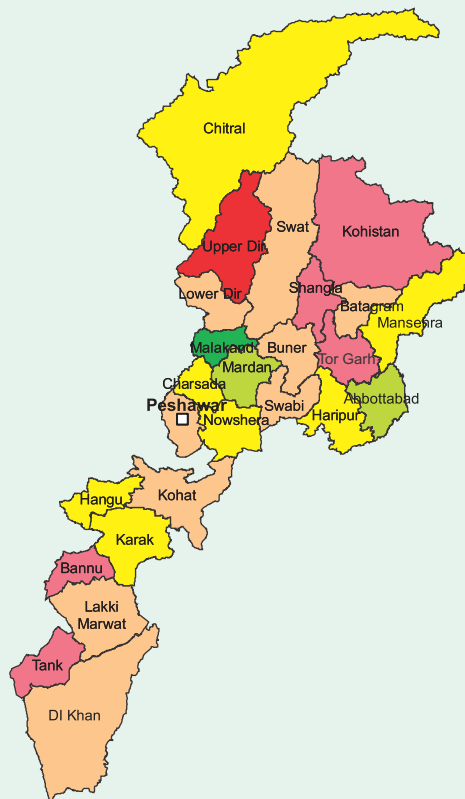 Chitral
Swat
Kohistan
Upper Dir
Shangla
Lower Dir
Batagram
Mansehra
Malakand
Buner
Tor Garh
Mardan
Charsada
Abbottabad
Peshawar
Swabi
Haripur
Nowshera
Hangu
Kohat
Karak
Bannu
Lakki
Marwat
Tank
DI Khan